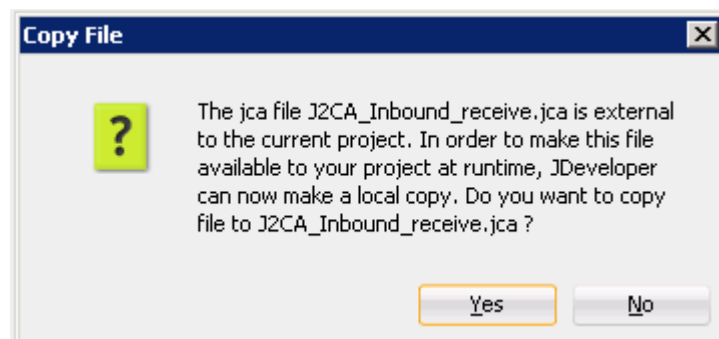 Copy File
The jca file J2CA_Inbound_receive.jca is external
to the current project. In order to make this file
available to your project at runtime, JDeveloper
can now make a local copy. Do you want to copy
file to J2CA_Inbound_receive.jca ?
Yes No